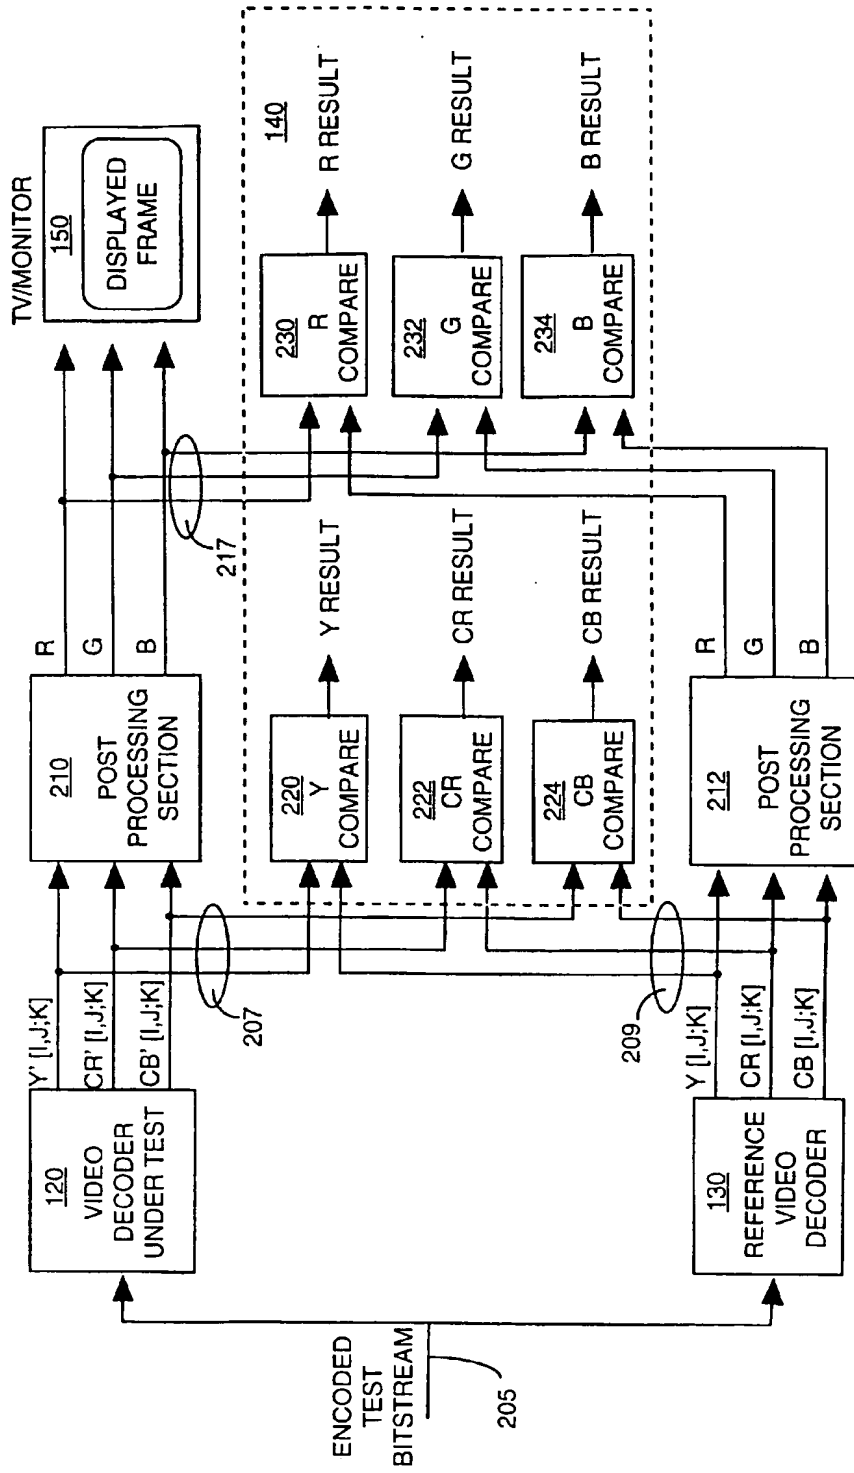 ENCODED
TEST
BITSTREAM
205
120
VIDEO
DECODER
UNDER TEST
Y' [I,J;K]
CR' [I,J;K]
CB' [I,J;K]
207
210
POST
PROCESSING
SECTION
R
G
B
217
TV/MONITOR
150
DISPLAYED
FRAME
140
220
Y
COMPARE
Y RESULT
222
CR
COMPARE
CR RESULT
224
CB
COMPARE
CB RESULT
230
R
COMPARE
R RESULT
232
G
COMPARE
G RESULT
234
B
COMPARE
B RESULT
130
REFERENCE
VIDEO
DECODER
209
Y [I,J;K]
CR [I,J;K]
CB [I,J;K]
212
POST
PROCESSING
SECTION
R
G
B